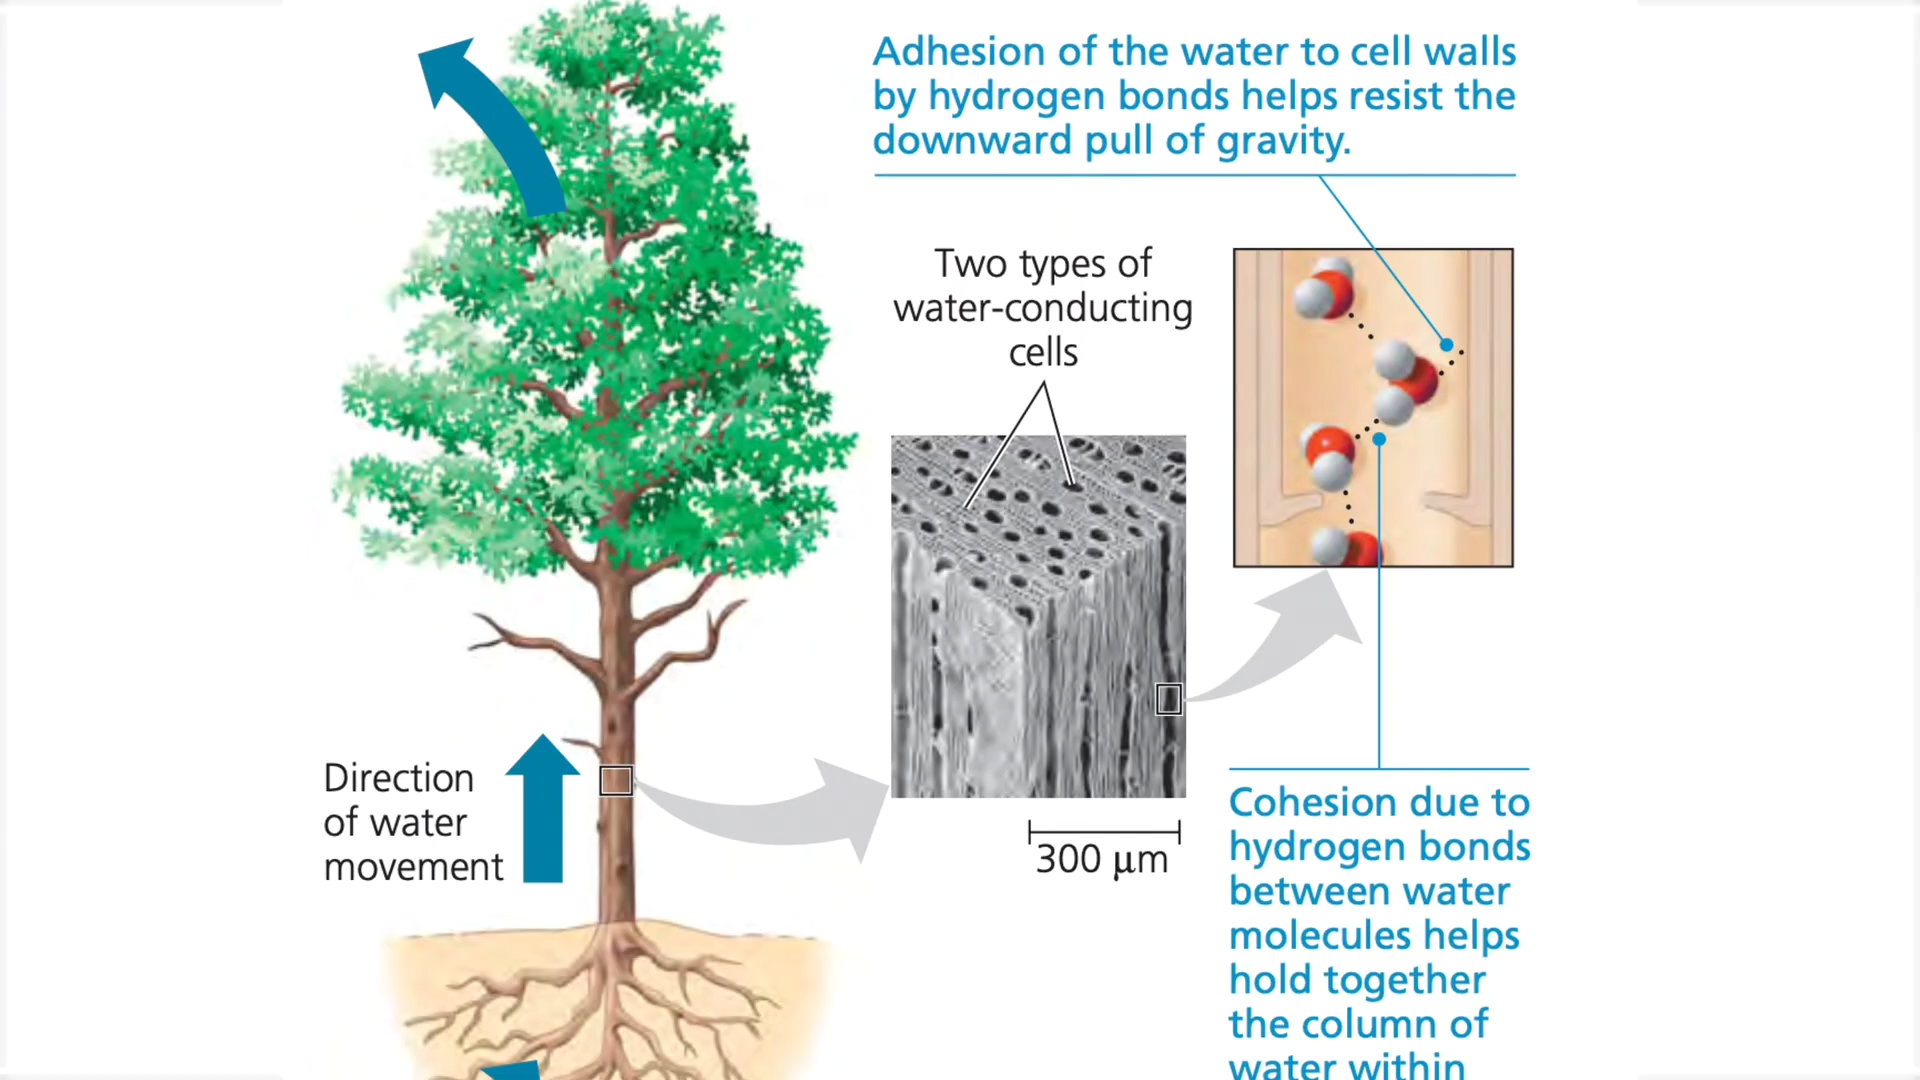 Adhesion of the water to cell walls
by hydrogen bonds helps resist the
downward pull of gravity.
Two types of
water-conducting
cells
Direction
of water
movement
300 μm
Cohesion due to
hydrogen bonds
between water
molecules helps
hold together
the column of
water within